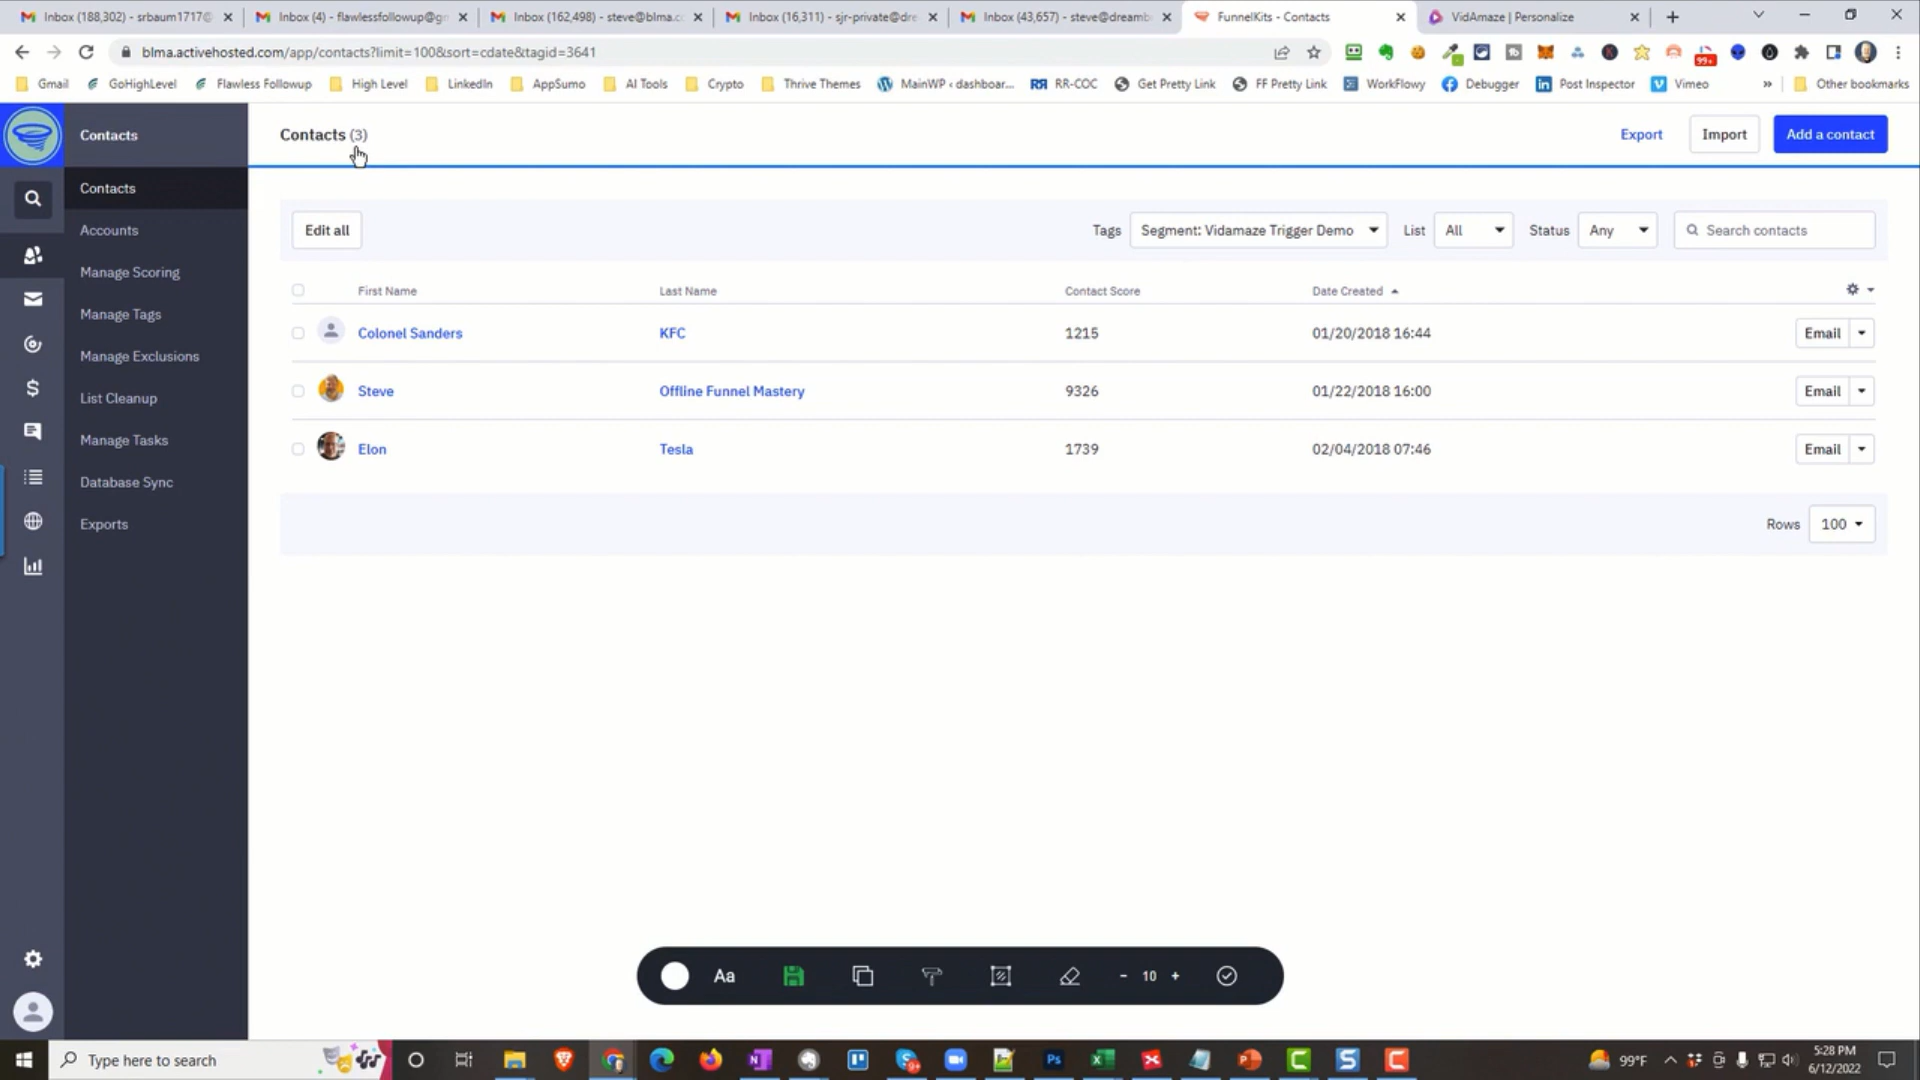 Inbox (188,302) - srbaum1717@
Inbox (4) - flawlessfollowup@gm
Inbox (162,498) - steve@blma.c
Inbox (16,311) - sjr-private@dre
Inbox (43,657) - steve@dreamb
FunnelKits - Contacts
VidAmaze | Personalize
blma.activehosted.com/app/contacts?limit=100&sort=cdate&tagid=3641
99+
Gmail
GoHighLevel
Flawless Followup
High Level
LinkedIn
AppSumo
AI Tools
Crypto
Thrive Themes
MainWP ‹ dashboar...
RR-COC
Get Pretty Link
FF Pretty Link
WorkFlowy
Debugger
Post Inspector
Vimeo
»
Other bookmarks
Contacts
Contacts (3)
Export
Import
Add a contact
Contacts
Accounts
Manage Scoring
Manage Tags
Manage Exclusions
List Cleanup
Manage Tasks
Database Sync
Exports
Edit all
Tags
Segment: Vidamaze Trigger Demo
List
All
Status
Any
Search contacts
First Name Last Name Contact Score Date Created
Colonel Sanders KFC 1215 01/20/2018 16:44 Email
Steve Offline Funnel Mastery 9326 01/22/2018 16:00 Email
Elon Tesla 1739 02/04/2018 07:46 Email
Rows 100
Aa
- 10 +
Type here to search
99°F
5:28 PM
6/12/2022